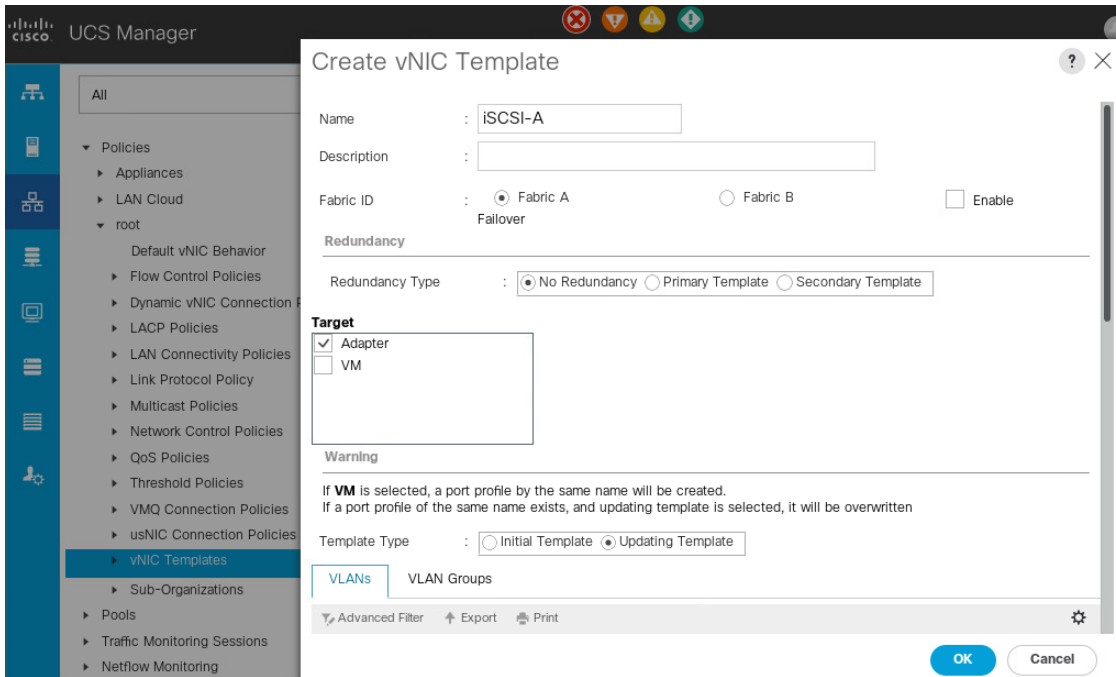 cisco. UCS Manager
All
Policies
Appliances
LAN Cloud
root
Default vNIC Behavior
Flow Control Policies
Dynamic vNIC Connection
LACP Policies
LAN Connectivity Policies
Link Protocol Policy
Multicast Policies
Network Control Policies
QoS Policies
Threshold Policies
VMQ Connection Policies
usNIC Connection Policies
vNIC Templates
Sub-Organizations
Pools
Traffic Monitoring Sessions
Netflow Monitoring
Create vNIC Template
?
Name : iSCSI-A
Description :
Fabric ID : Fabric A Fabric B Enable
Failover
Redundancy
Redundancy Type : No Redundancy Primary Template Secondary Template
Target
Adapter
VM
Warning
If VM is selected, a port profile by the same name will be created.
If a port profile of the same name exists, and updating template is selected, it will be overwritten
Template Type : Initial Template Updating Template
VLANs VLAN Groups
Advanced Filter Export Print
OK Cancel